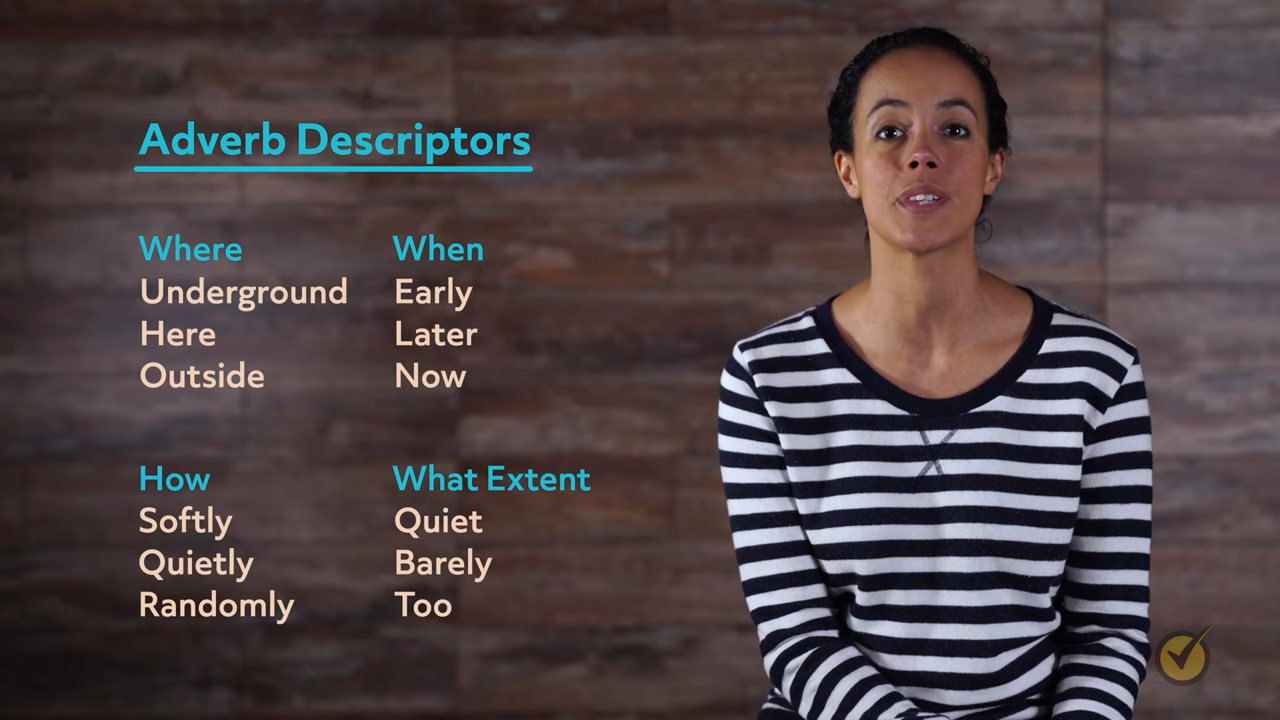 Adverb Descriptors
Where
Underground
Here
Outside
When
Early
Later
Now
How
Softly
Quietly
Randomly
What Extent
Quiet
Barely
Too